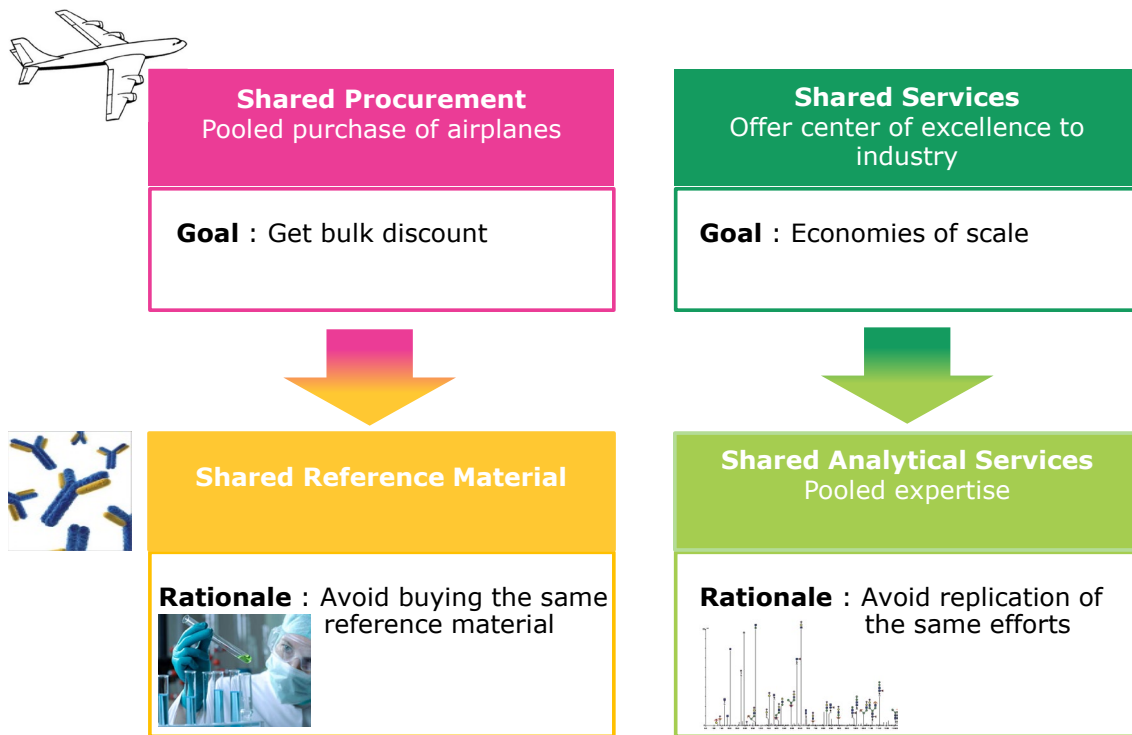 Shared Procurement
Pooled purchase of airplanes
Goal : Get bulk discount
Shared Services
Offer center of excellence to
industry
Goal : Economies of scale
Shared Reference Material
Rationale : Avoid buying the same
reference material
Shared Analytical Services
Pooled expertise
Rationale : Avoid replication of
the same efforts